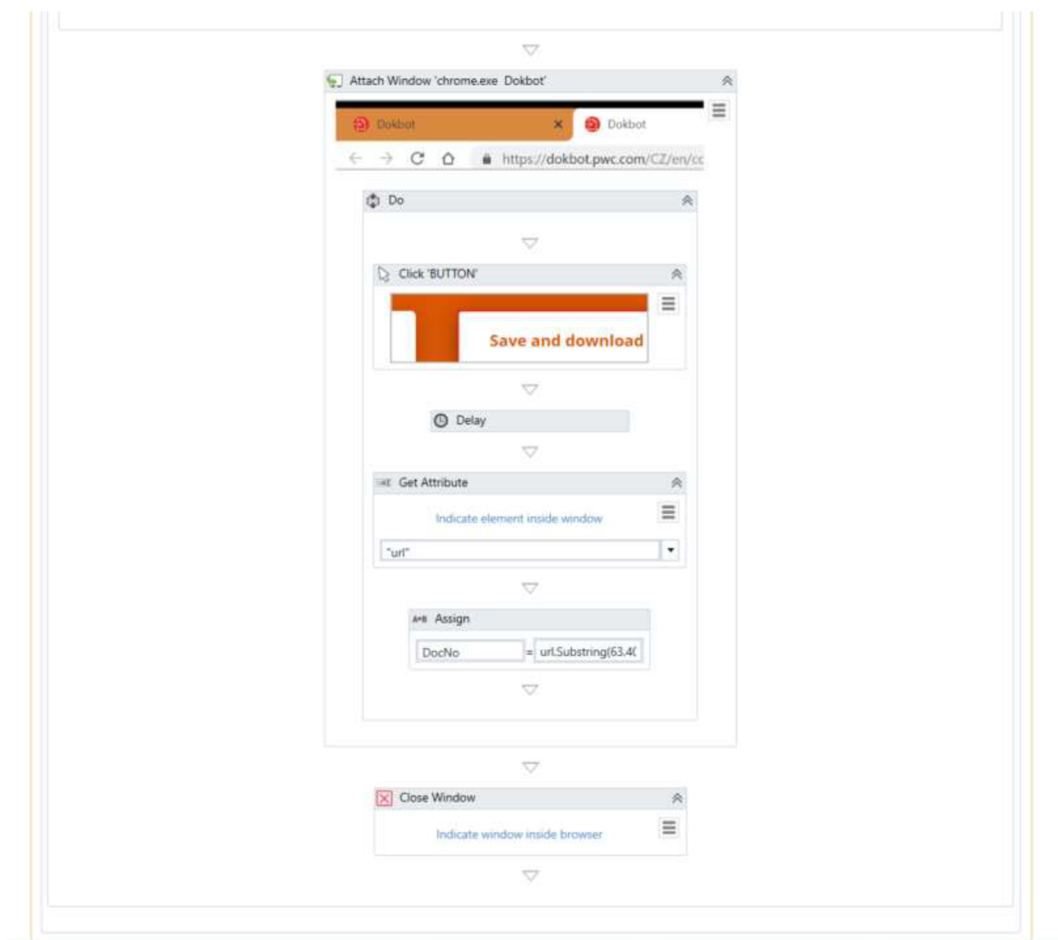 Attach Window 'chrome.exe Dokbot'
Dokbot × Dokbot
https://dokbot.pwc.com/CZ/en/cc
Do
Click 'BUTTON'
Save and download
Delay
Get Attribute
Indicate element inside window
"url"
A+B Assign
DocNo = url.Substring(63.4(
Close Window
Indicate window inside browser